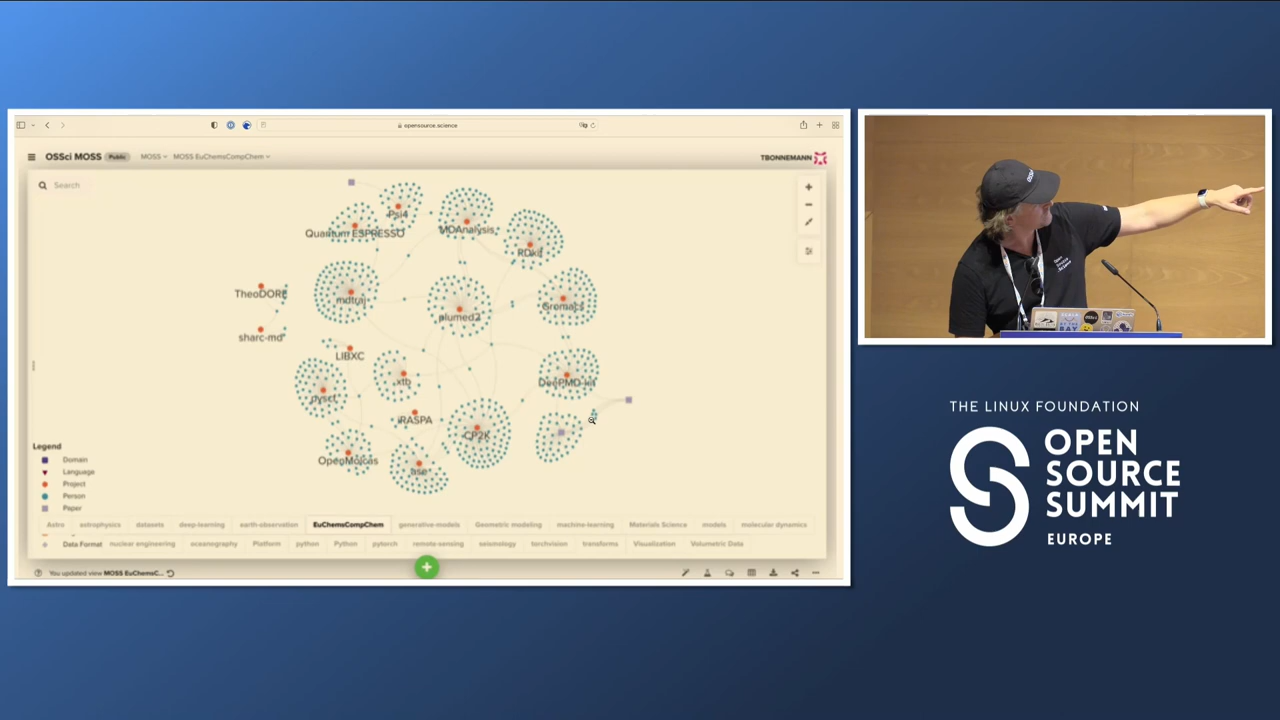 opensource.science
OSSci MOSS Public MOSS MOSS EuChemsCompChem
TBONNEMANN
Search
Psi4
Quantum ESPRESSO
MDAnalysis
RDkit
TheoDORE
mdtraj
plumed2
Gromacs
sharc-md
LIBXC
xtb
DeePMD-kit
pyscf
RASPA
CP2K
OpenMolcas
ase
Legend
Domain
Language
Project
Person
Paper
Astro astrophysics datasets deep-learning earth-observation EuChemsCompChem generative-models Geometric modeling machine-learning Materials Science models molecular dynamics
Data Format nuclear engineering oceanography Platform python Python pytorch remote-sensing seismology torchvision transforms Visualization Volumetric Data
You updated view MOSS EuChemsC...
THE LINUX FOUNDATION
OPEN
SOURCE
SUMMIT
EUROPE